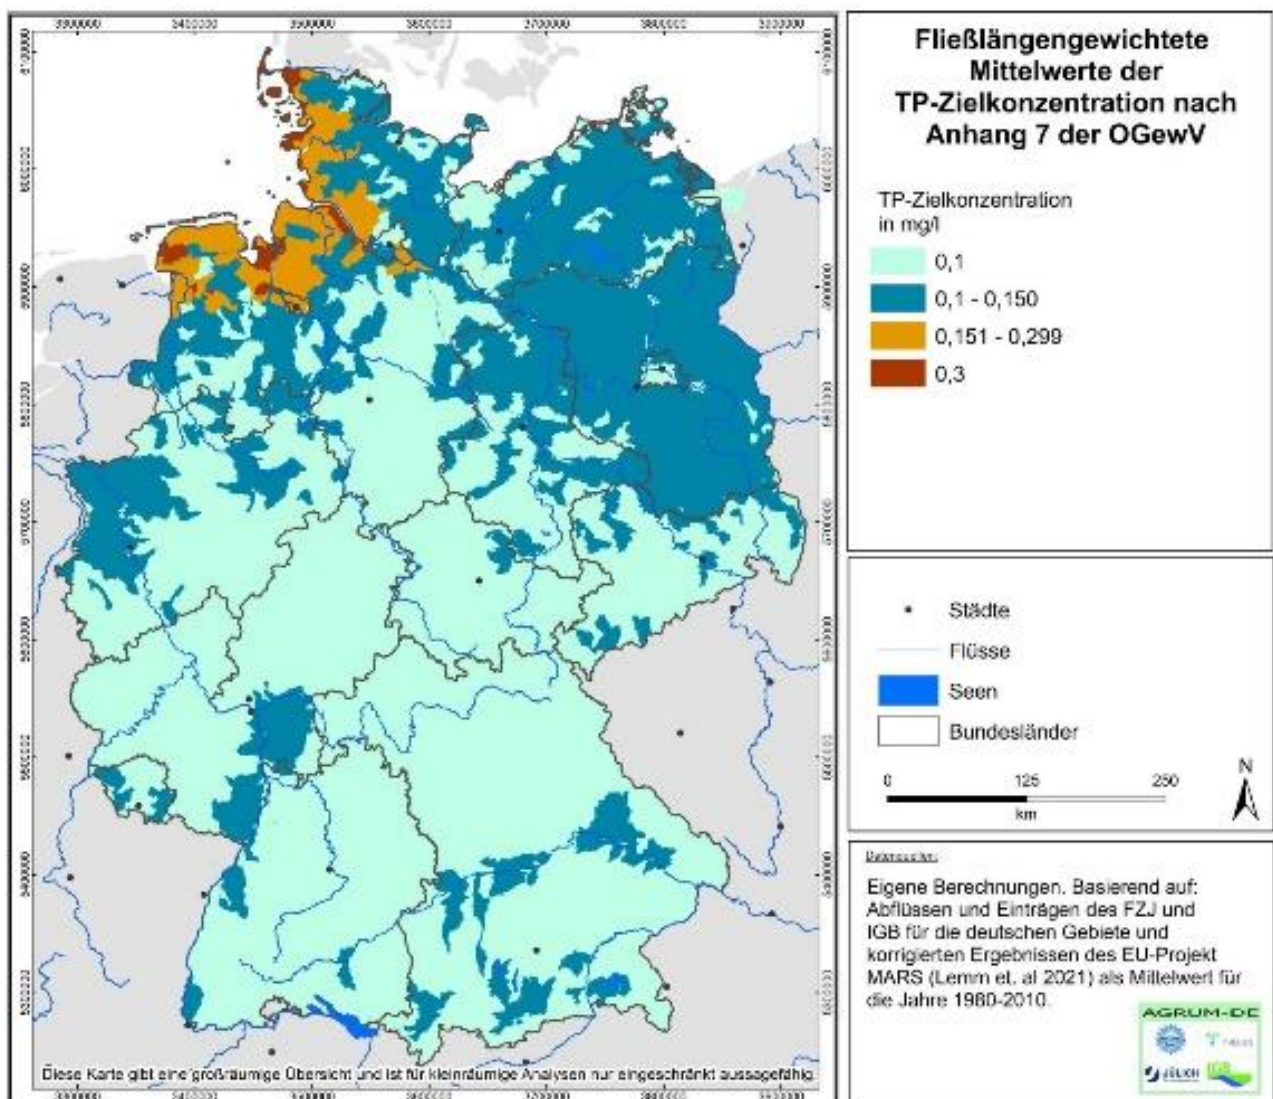 Fließlängengewichtete
Mittelwerte der
TP-Zielkonzentration nach
Anhang 7 der OGewV
TP-Zielkonzentration
in mg/l
0,1
0,1 - 0,150
0,151 - 0,299
0,3
Städte
Flüsse
Seen
Bundesländer
0 125 250
km
N
Datenquellen:
Eigene Berechnungen. Basierend auf:
Abflüssen und Einträgen des FZJ und
IGB für die deutschen Gebiete und
korrigierten Ergebnissen des EU-Projekt
MARS (Lemm et. al 2021) als Mittelwert für
die Jahre 1980-2010.
AGRUM-DE
JÜLICH
IGB
Diese Karte gibt eine großräumige Übersicht und ist für kleinräumige Analysen nur eingeschränkt aussagefähig